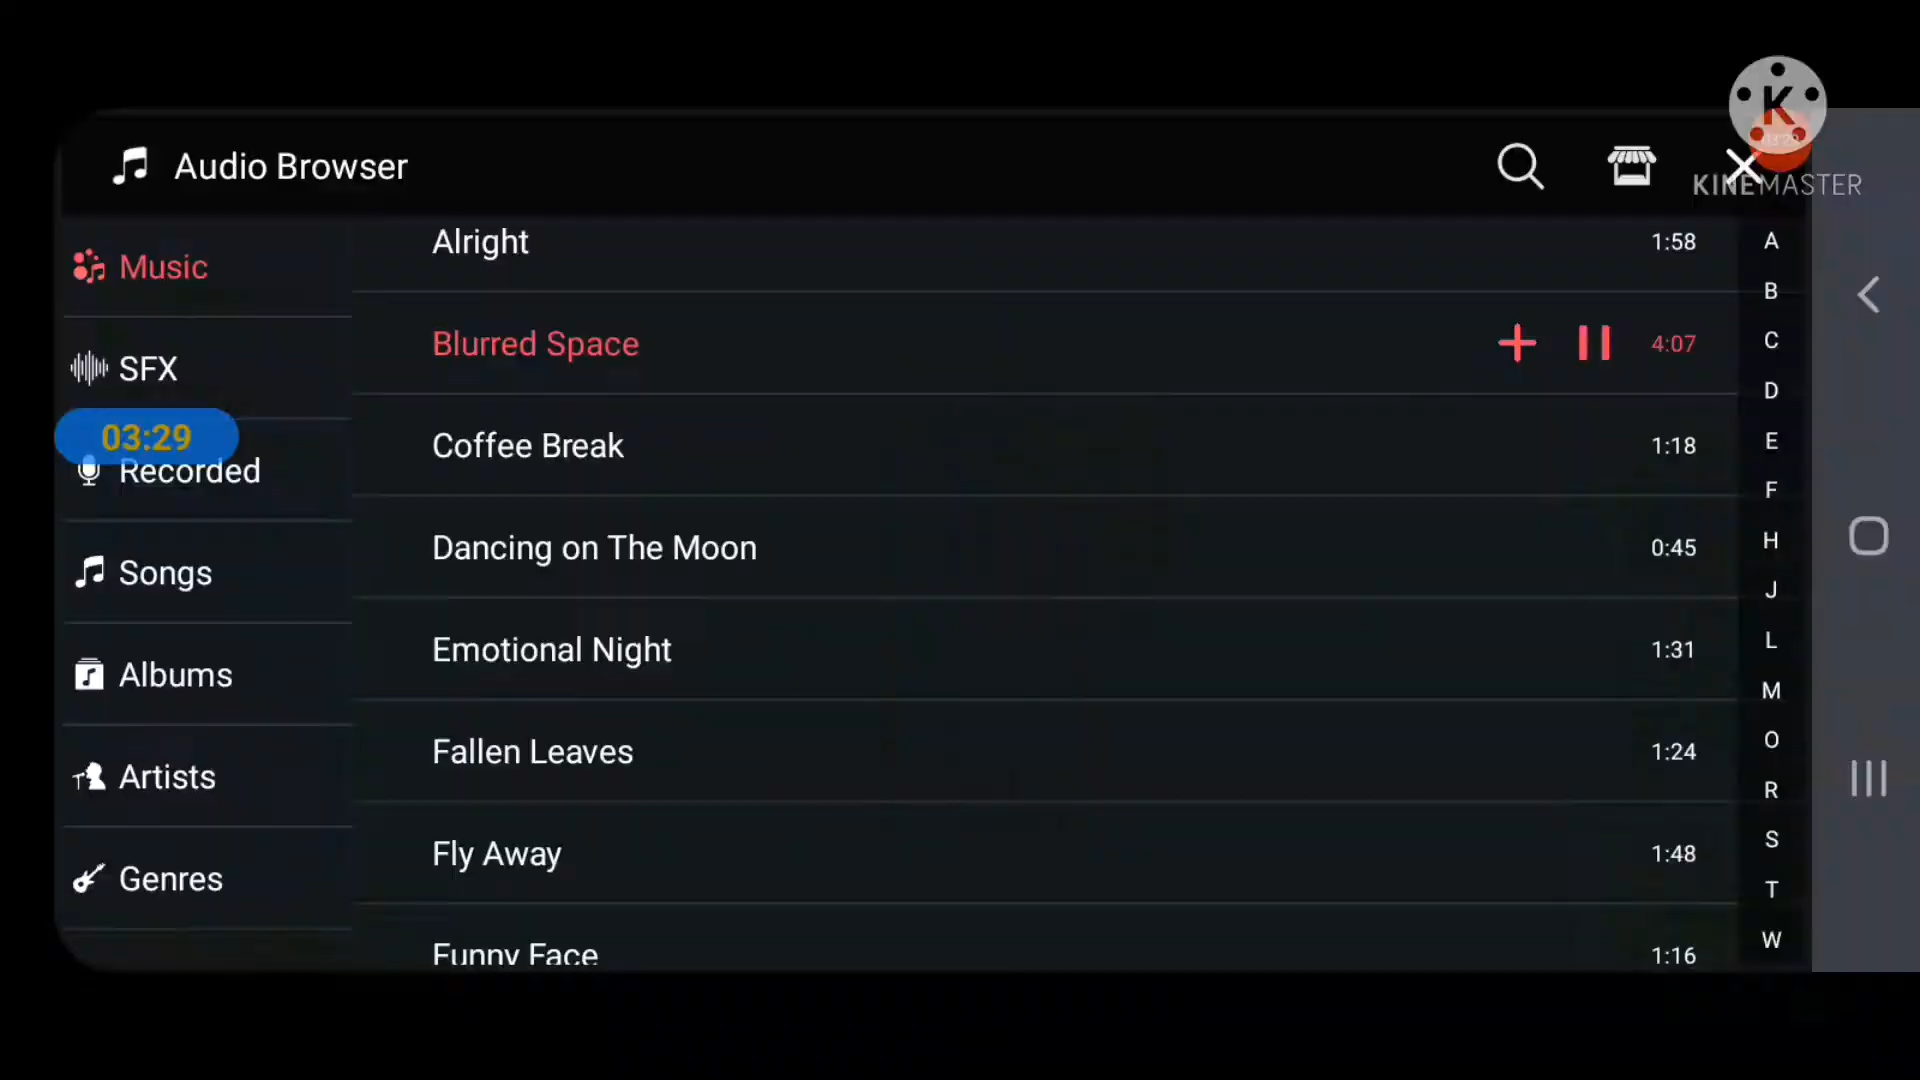 K
KINEMASTER
Audio Browser
Music
SFX
03:29
Recorded
Songs
Albums
Artists
Genres
Alright 1:58
Blurred Space 4:07
Coffee Break 1:18
Dancing on The Moon 0:45
Emotional Night 1:31
Fallen Leaves 1:24
Fly Away 1:48
Funny Face 1:16
A
B
C
D
E
F
H
J
L
M
O
R
S
T
W